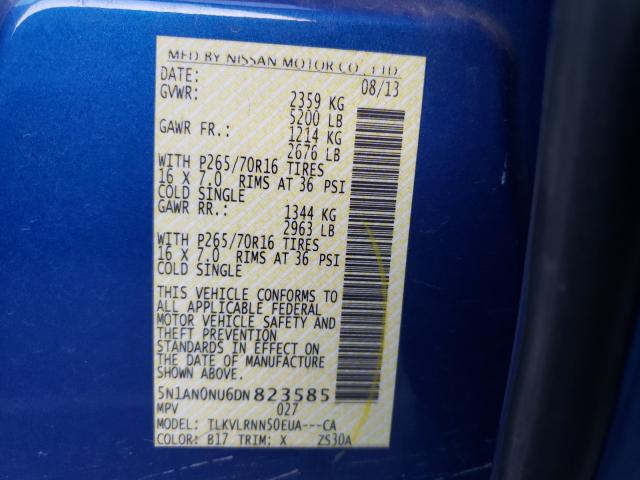 MFD BY NISSAN MOTOR CO., LTD.
DATE: 08/13
GVWR: 2359 KG
5200 LB
GAWR FR.: 1214 KG
2676 LB
WITH P265/70R16 TIRES
16 X 7.0 RIMS AT 36 PSI
COLD SINGLE
GAWR RR.: 1344 KG
2963 LB
WITH P265/70R16 TIRES
16 X 7.0 RIMS AT 36 PSI
COLD SINGLE
THIS VEHICLE CONFORMS TO
ALL APPLICABLE FEDERAL
MOTOR VEHICLE SAFETY AND
THEFT PREVENTION
STANDARDS IN EFFECT ON
THE DATE OF MANUFACTURE
SHOWN ABOVE.
5N1AN0NU6DN823585
MPV 027
MODEL: TLKVLRNN50EUA---CA
COLOR: B17 TRIM: X ZS30A